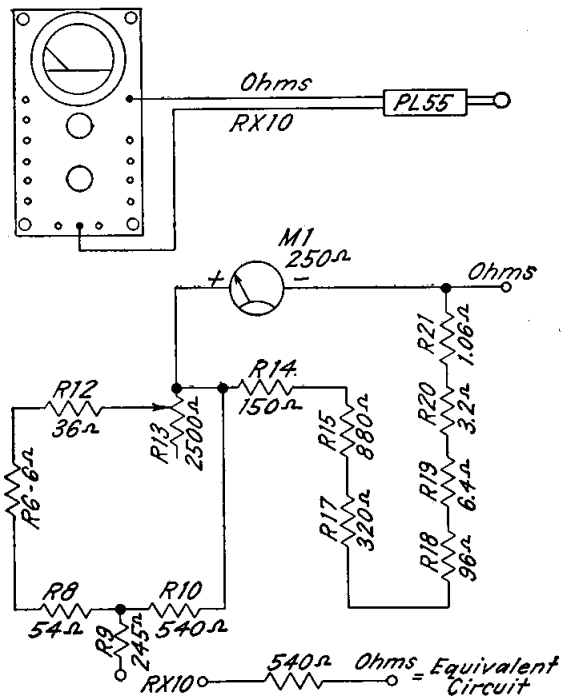 Ohms
PL55
RX10
M1
250Ω
+
−
Ohms
R21
1.06Ω
R14
150Ω
R12
36Ω
R13
2500Ω
R15
880Ω
R20
3.2Ω
R6-6Ω
R17
320Ω
R19
6.4Ω
R18
96Ω
R8
54Ω
R10
540Ω
R9
245Ω
RX10
540Ω
Ohms
= Equivalent
Circuit